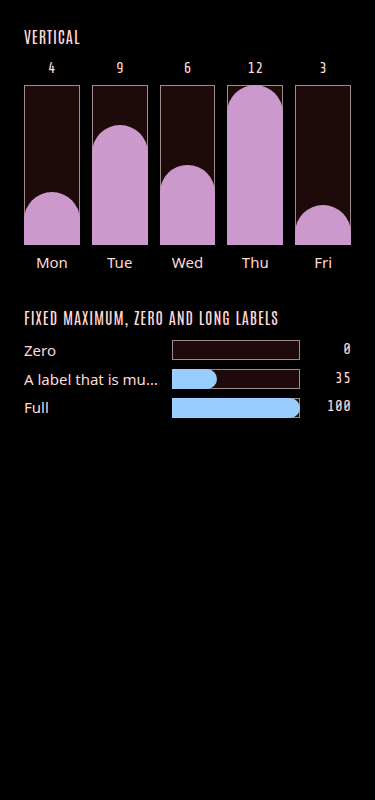 VERTICAL
4 9 6 12 3
Mon Tue Wed Thu Fri
FIXED MAXIMUM, ZERO AND LONG LABELS
Zero 0
A label that is mu... 35
Full 100